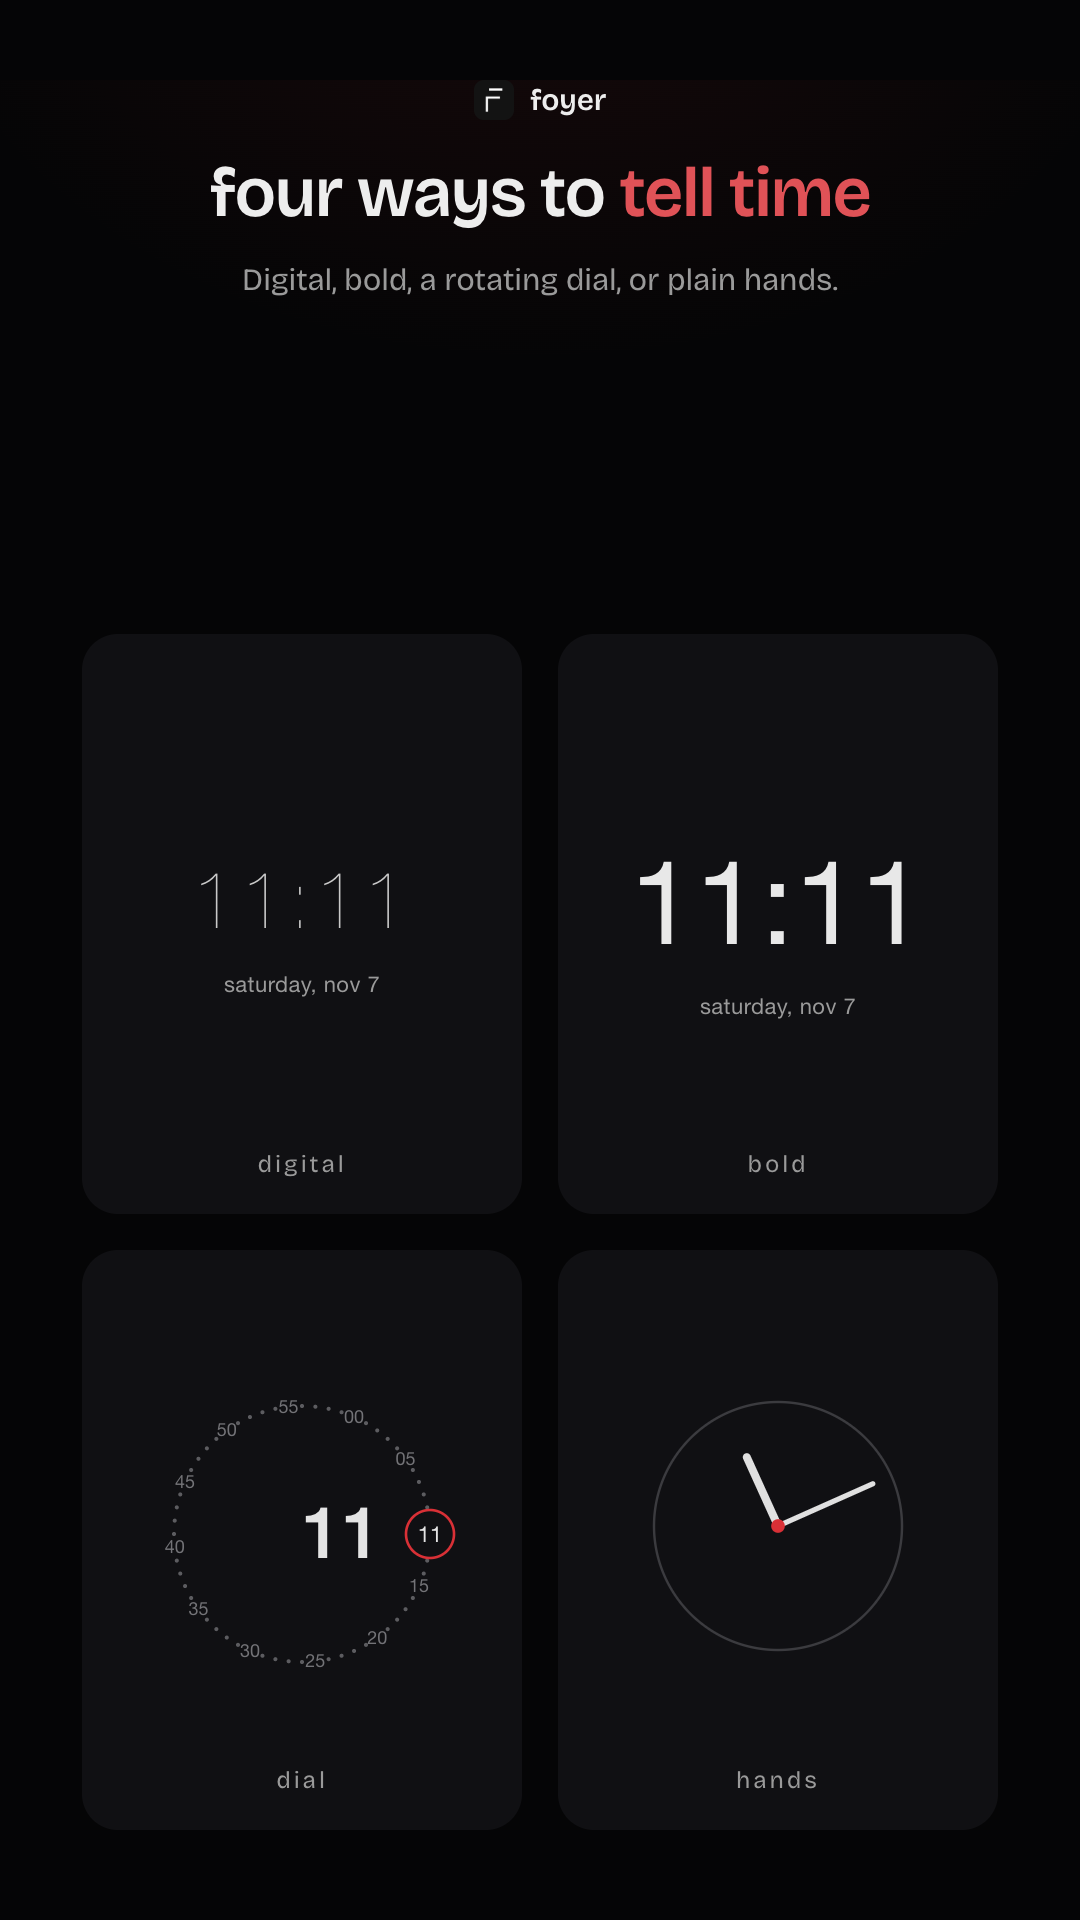 foyer
four ways to tell time
Digital, bold, a rotating dial, or plain hands.
11:11
saturday, nov 7
digital
11:11
saturday, nov 7
bold
55
00
50
05
45
11
11
40
15
35
20
30
25
dial
hands